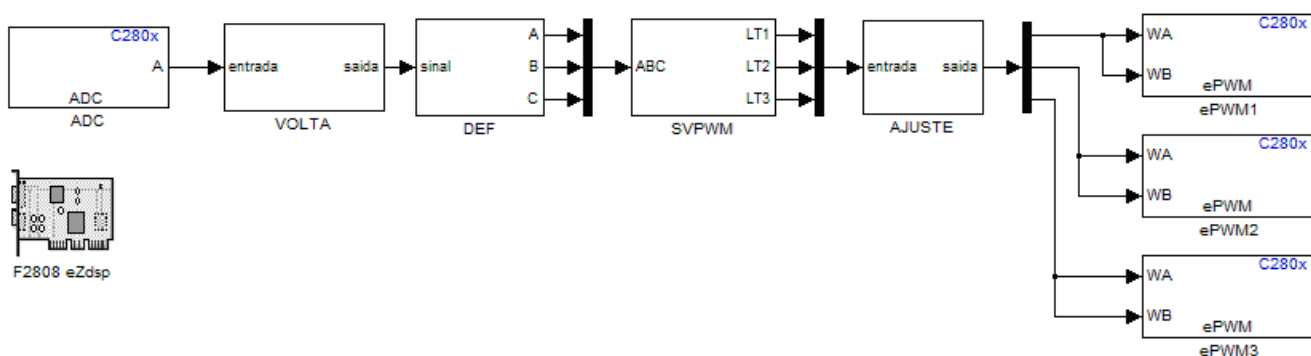 C280x
A
ADC
ADC
entrada
saida
VOLTA
sinal
A
B
C
DEF
ABC
LT1
LT2
LT3
SVPWM
entrada
saida
AJUSTE
C280x
WA
WB
ePWM
ePWM1
C280x
WA
WB
ePWM
ePWM2
C280x
WA
WB
ePWM
ePWM3
F2808 eZdsp